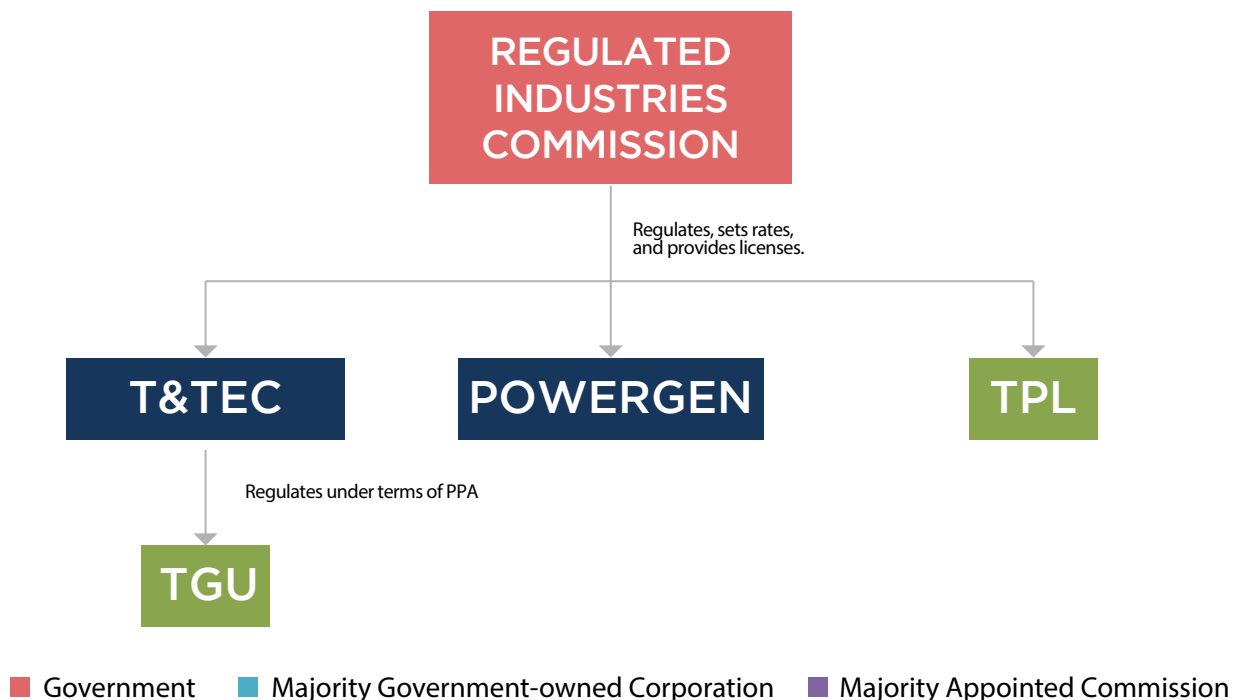 REGULATED
INDUSTRIES
COMMISSION
Regulates, sets rates,
and provides licenses.
T&TEC
POWERGEN
TPL
Regulates under terms of PPA
TGU
Government
Majority Government-owned Corporation
Majority Appointed Commission